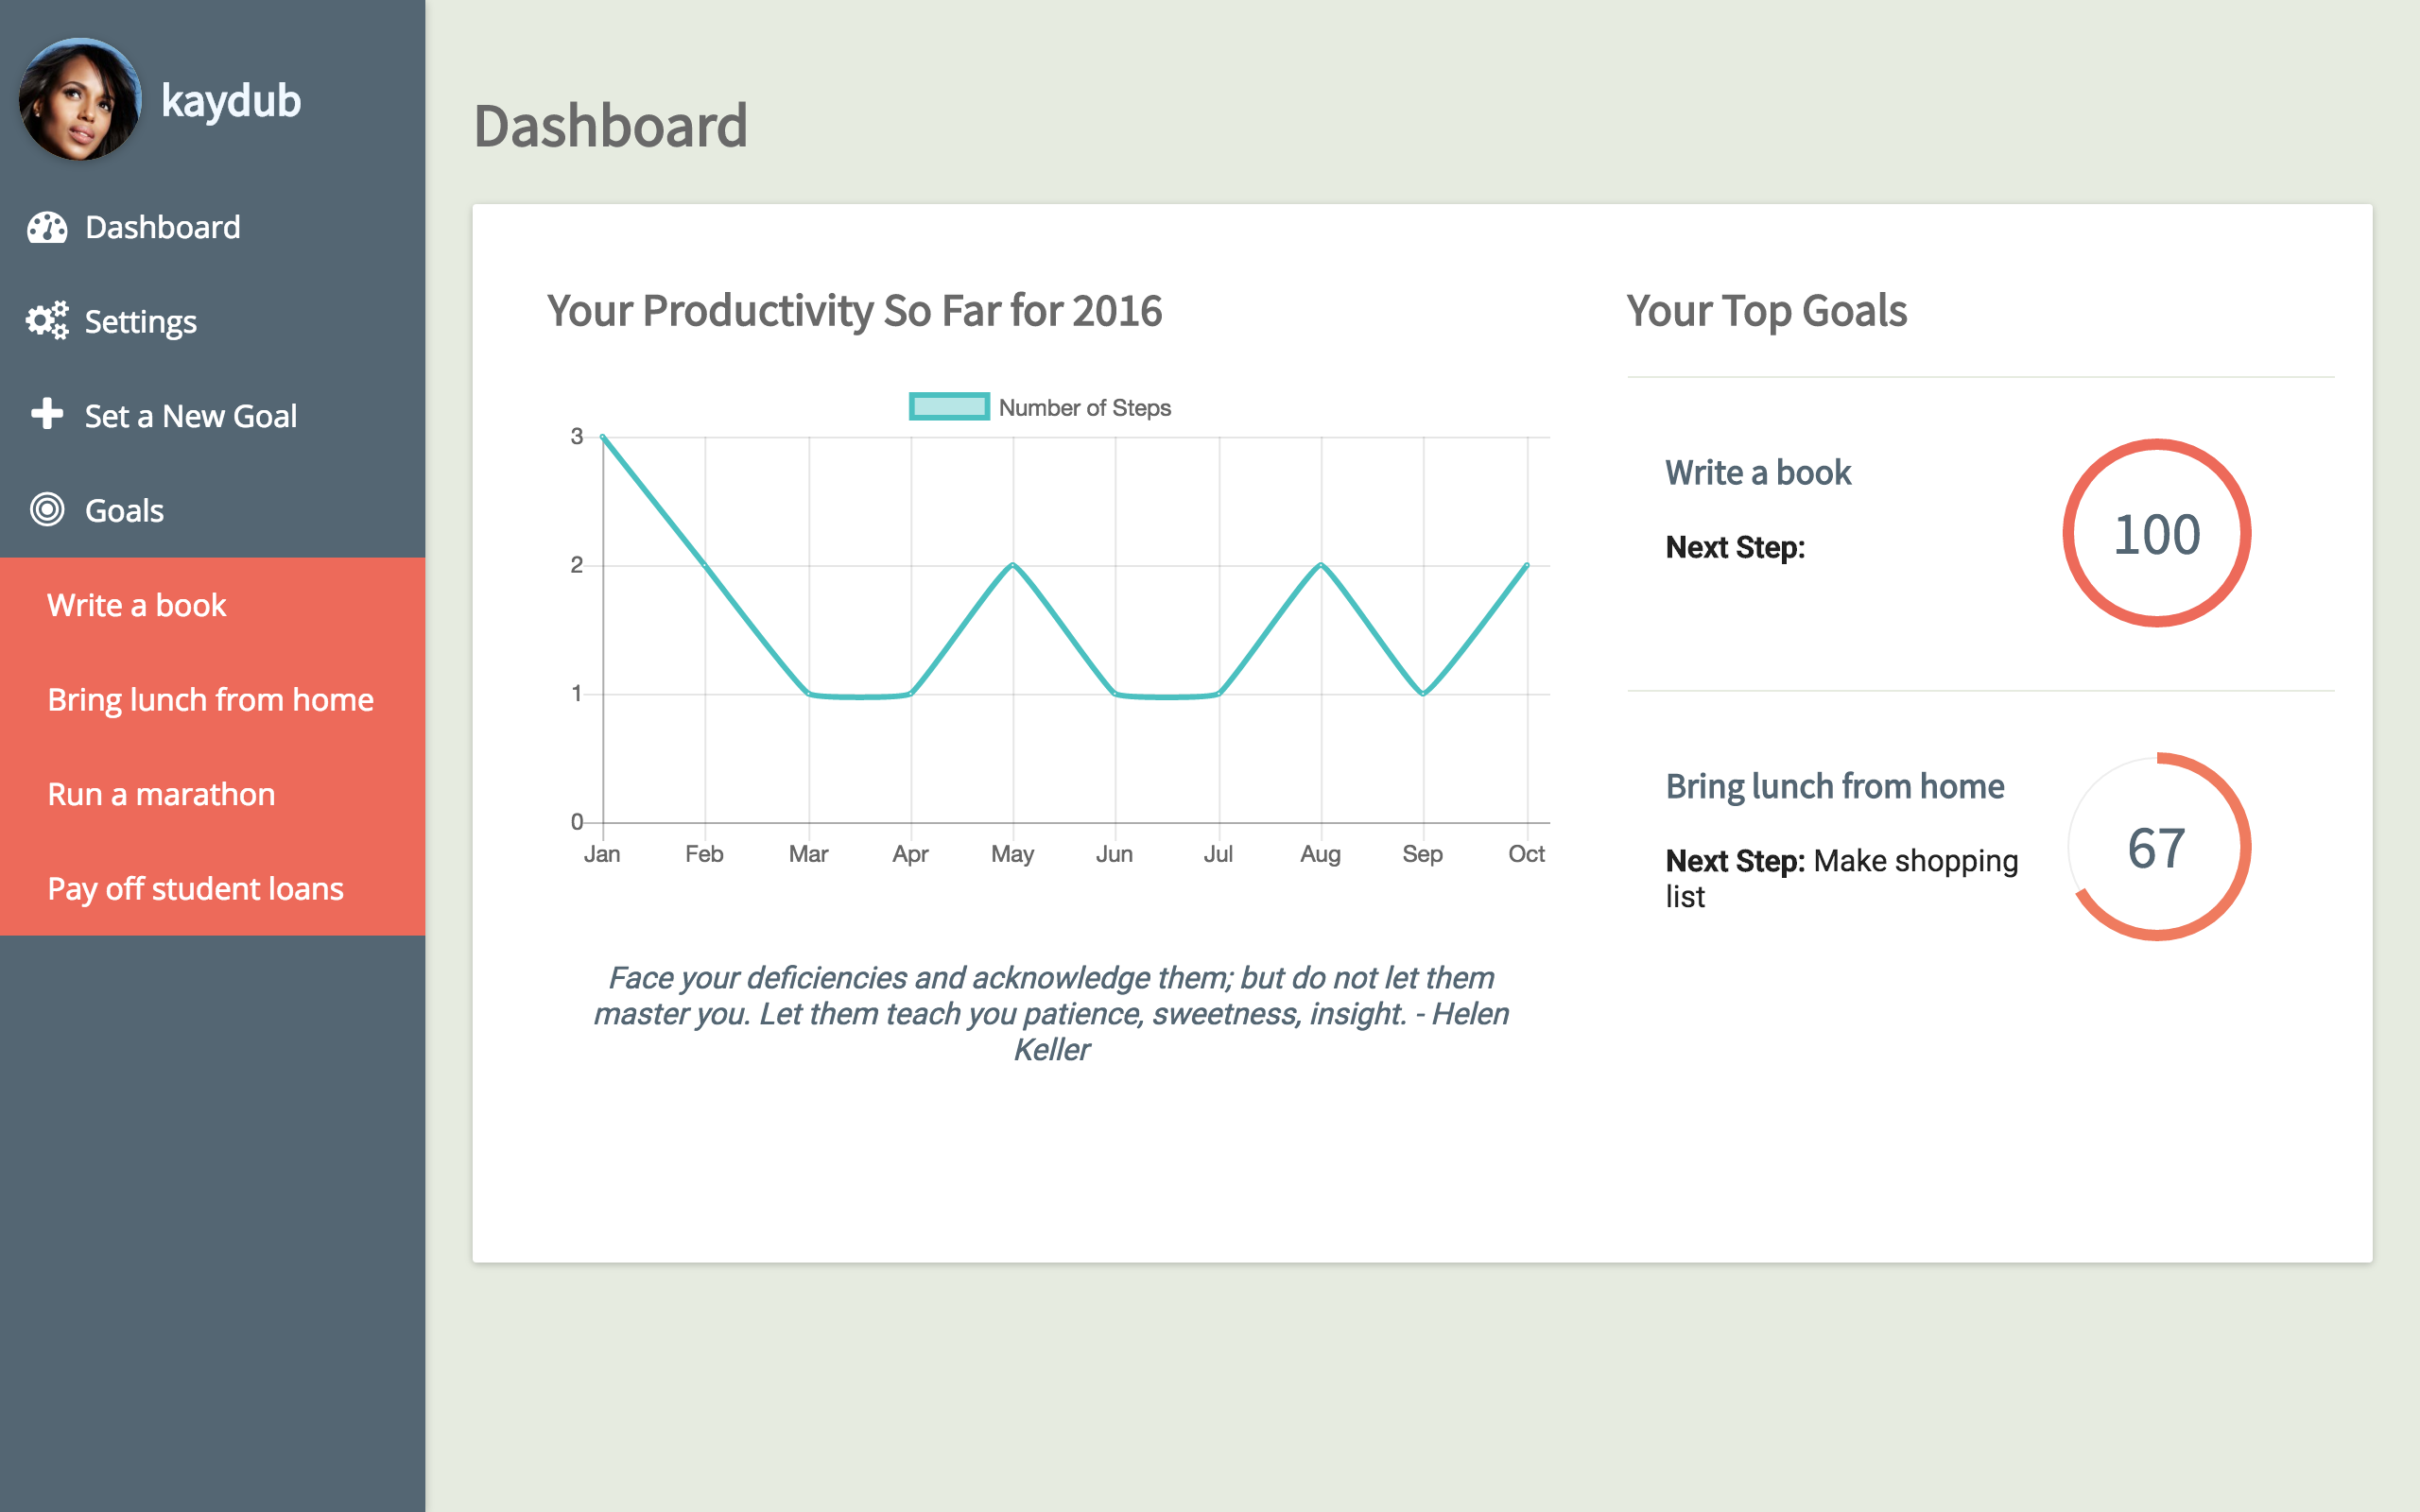 kaydub
Dashboard
Settings
Set a New Goal
Goals
Write a book
Bring lunch from home
Run a marathon
Pay off student loans
Dashboard
Your Productivity So Far for 2016
Number of Steps
3
2
1
0
Jan Feb Mar Apr May Jun Jul Aug Sep Oct
Face your deficiencies and acknowledge them; but do not let them
master you. Let them teach you patience, sweetness, insight. - Helen
Keller
Your Top Goals
Write a book
Next Step:
100
Bring lunch from home
Next Step: Make shopping
list
67